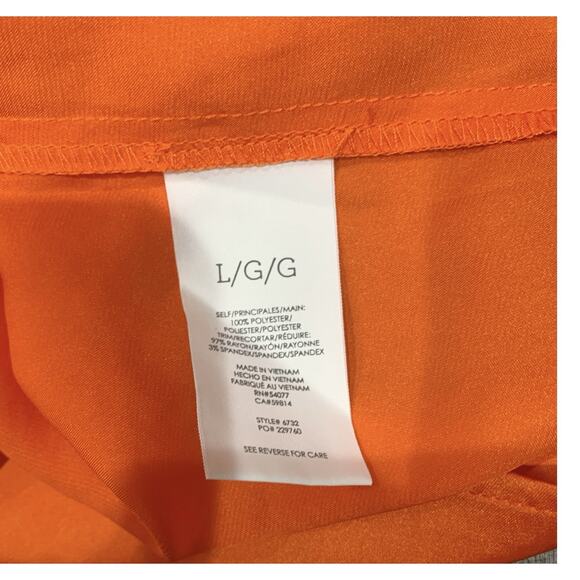 L/G/G
SELF/PRINCIPALES/MAIN:
100% POLYESTER/
POLIESTER/POLYESTER
TRIM/RECORTAR/RÉDUIRE:
97% RAYON/RAYÓN/RAYONNE
3% SPANDEX/SPANDEX/SPANDEX
MADE IN VIETNAM
HECHO EN VIETNAM
FABRIQUÉ AU VIETNAM
RN#54077
CA#59814
STYLE# 6732
PO# 229760
SEE REVERSE FOR CARE